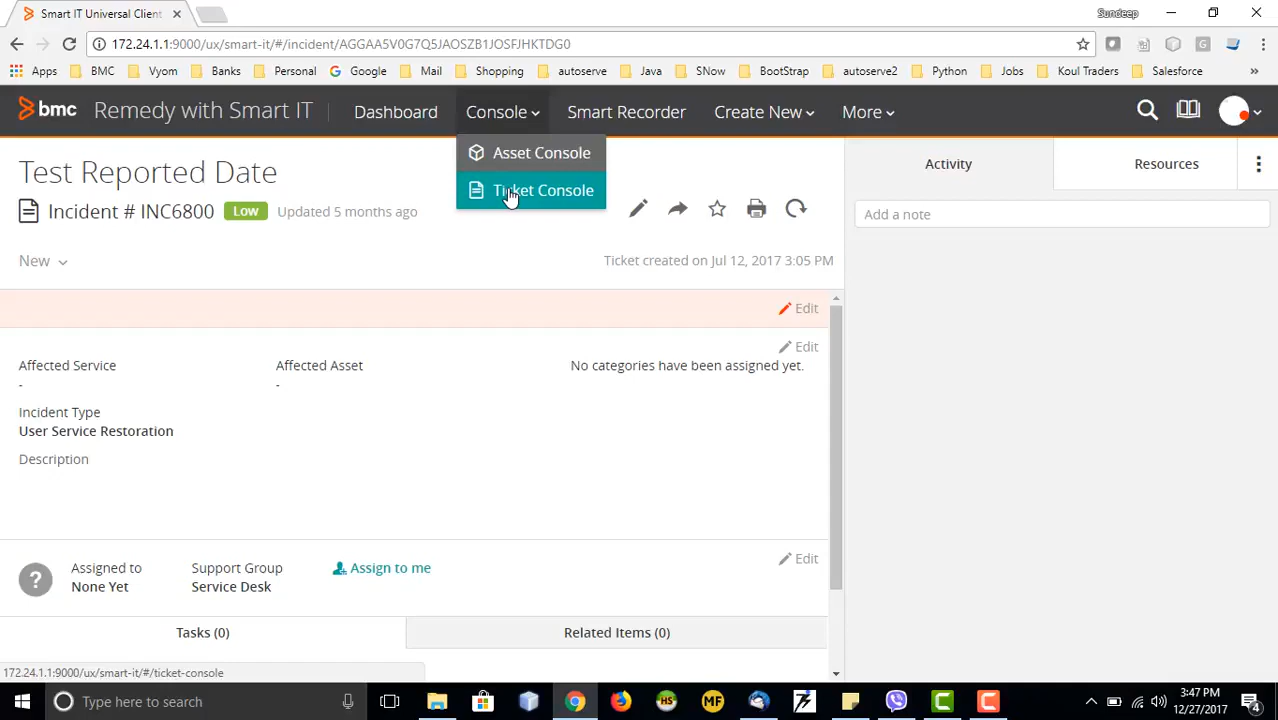 Smart IT Universal Client
Sundeep
172.24.1.1:9000/ux/smart-it/#/incident/AGGAA5V0G7Q5JAOSZB1JOSFJHKTDG0
Apps BMC Vyom Banks Personal Google Mail Shopping autoserve Java SNow BootStrap autoserve2 Python Jobs Koul Traders Salesforce »
bmc Remedy with Smart IT Dashboard Console Smart Recorder Create New More
Asset Console
Ticket Console
Activity
Resources
Test Reported Date
Incident # INC6800 Low Updated 5 months ago
Add a note
New
Ticket created on Jul 12, 2017 3:05 PM
Edit
Edit
Affected Service
-
Affected Asset
-
No categories have been assigned yet.
Incident Type
User Service Restoration
Description
Edit
?
Assigned to
None Yet
Support Group
Service Desk
Assign to me
Tasks (0)
Related Items (0)
172.24.1.1:9000/ux/smart-it/#/ticket-console
Type here to search
HS
MF
C
C
3:47 PM
12/27/2017
4